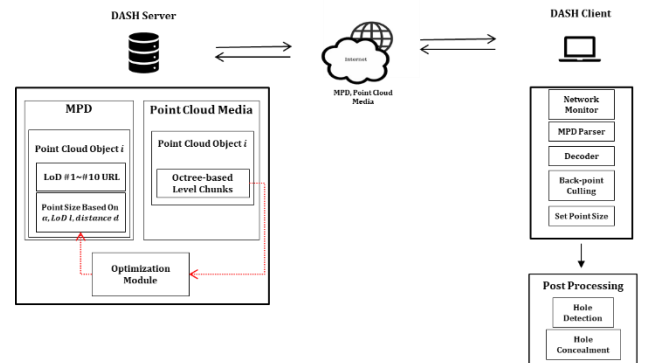 DASH Server
DASH Client
Internet
MPD, Point Cloud
Media
MPD
Point Cloud Object i
LoD #1~#10 URL
Point Size Based On
α, LoD l, distance d
Point Cloud Media
Point Cloud Object i
Octree-based
Level Chunks
Optimization
Module
Network
Monitor
MPD Parser
Decoder
Back-point
Culling
Set Point Size
Post Processing
Hole
Detection
Hole
Concealment